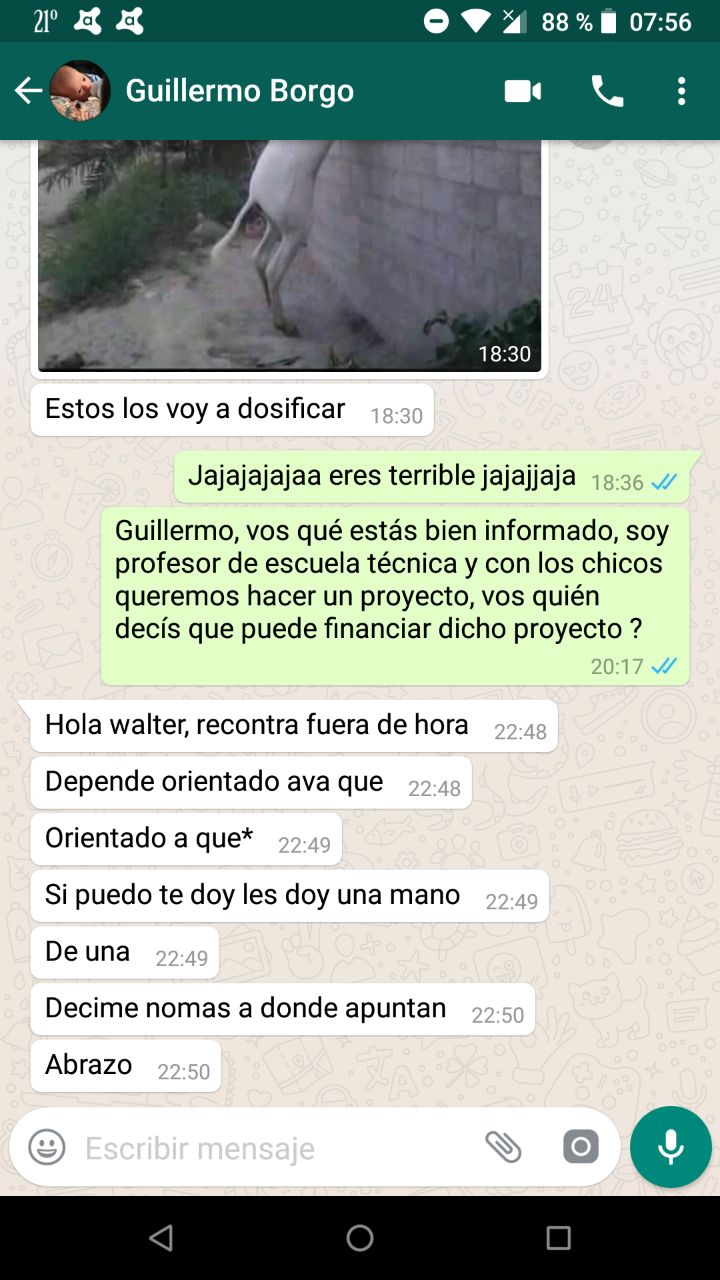 21°
88 %
07:56
Guillermo Borgo
18:30
Estos los voy a dosificar 18:30
Jajajajajaa eres terrible jajajjaja 18:36
Guillermo, vos qué estás bien informado, soy
profesor de escuela técnica y con los chicos
queremos hacer un proyecto, vos quién
decís que puede financiar dicho proyecto ?
20:17
Hola walter, recontra fuera de hora 22:48
Depende orientado ava que 22:48
Orientado a que* 22:49
Si puedo te doy les doy una mano 22:49
De una 22:49
Decime nomas a donde apuntan 22:50
Abrazo 22:50
Escribir mensaje